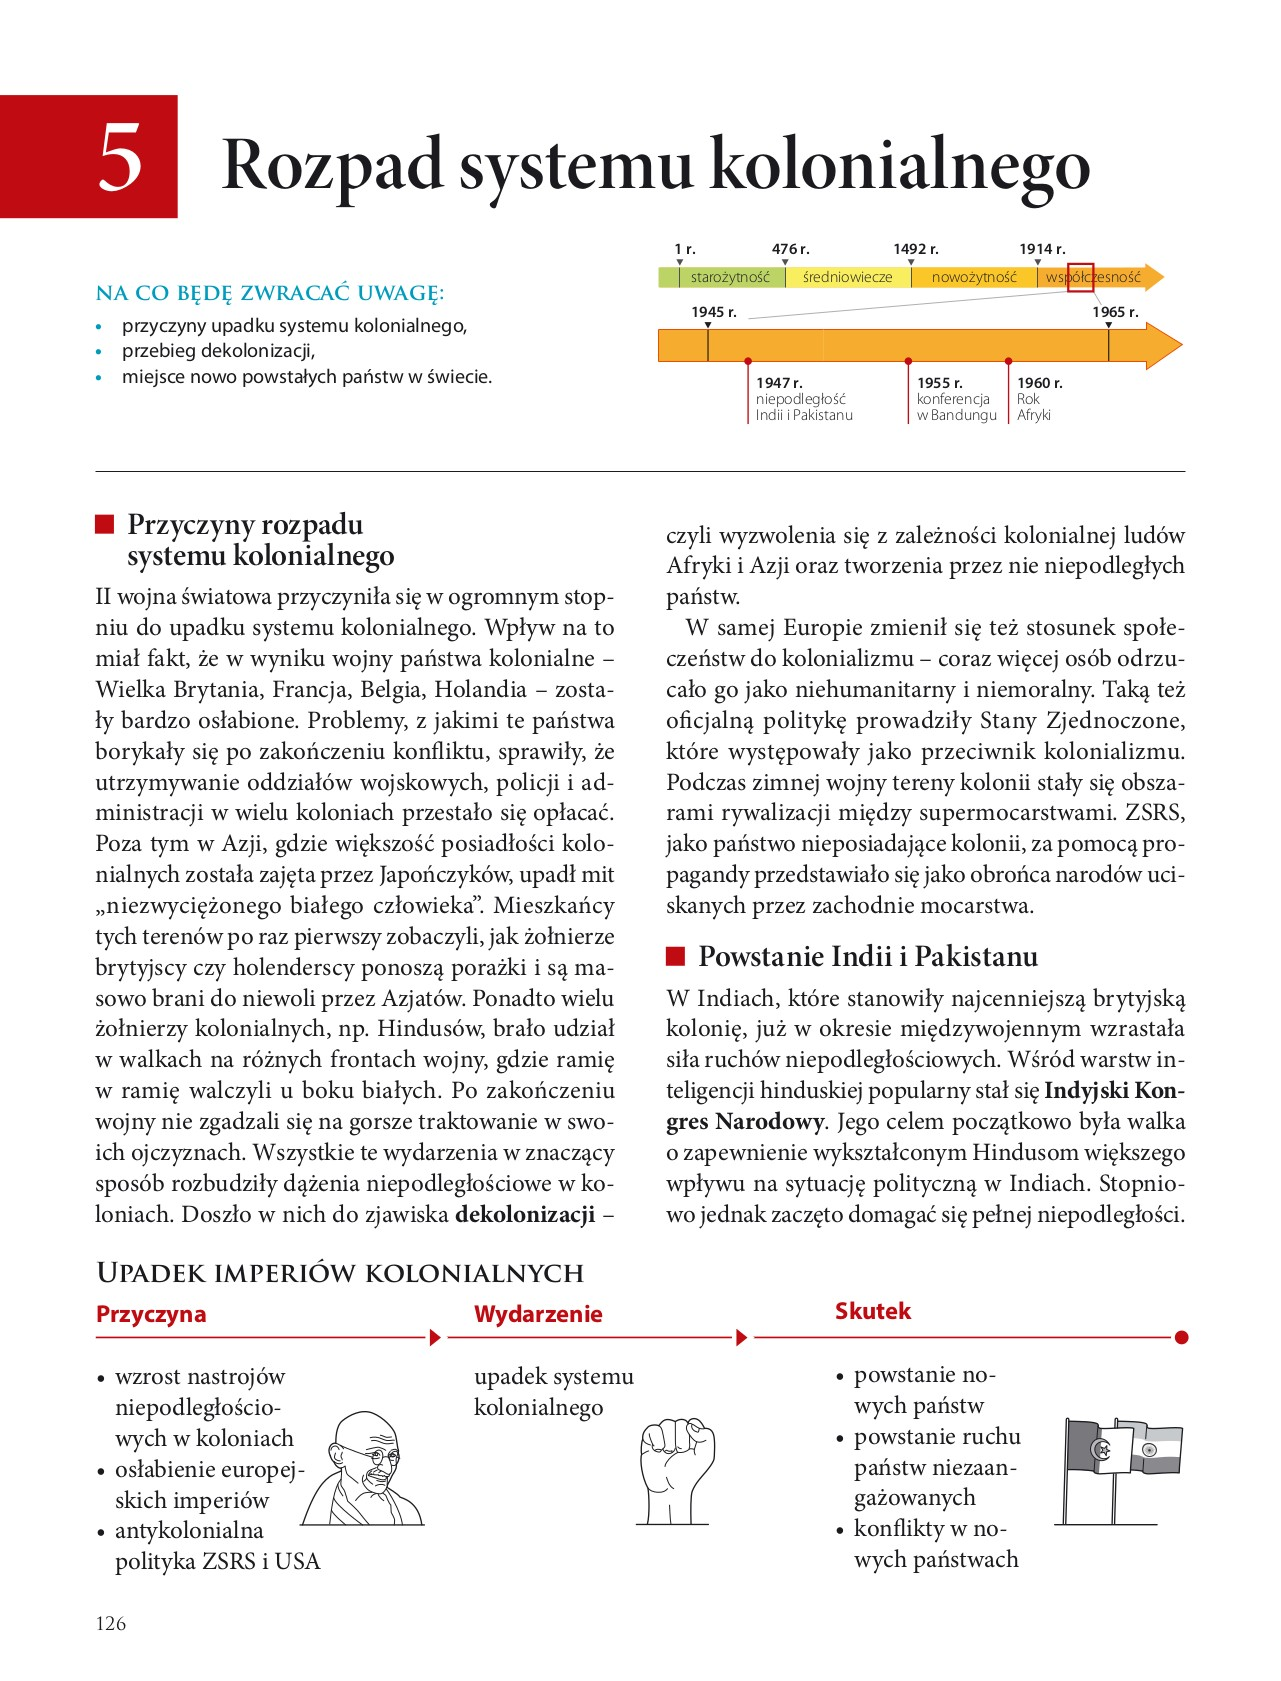 5
Rozpad systemu kolonialnego
NA CO BĘDĘ ZWRACAĆ UWAGĘ:
• przyczyny upadku systemu kolonialnego,
• przebieg dekolonizacji,
• miejsce nowo powstałych państw w świecie.
1 r. 476 r. 1492 r. 1914 r.
starożytność średniowiecze nowożytność współczesność
1945 r. 1965 r.
1947 r.
niepodległość
Indii i Pakistanu
1955 r.
konferencja
w Bandungu
1960 r.
Rok
Afryki
Przyczyny rozpadu
systemu kolonialnego
II wojna światowa przyczyniła się w ogromnym stop-
niu do upadku systemu kolonialnego. Wpływ na to
miał fakt, że w wyniku wojny państwa kolonialne –
Wielka Brytania, Francja, Belgia, Holandia – zosta-
ły bardzo osłabione. Problemy, z jakimi te państwa
borykały się po zakończeniu konfliktu, sprawiły, że
utrzymywanie oddziałów wojskowych, policji i ad-
ministracji w wielu koloniach przestało się opłacać.
Poza tym w Azji, gdzie większość posiadłości kolo-
nialnych została zajęta przez Japończyków, upadł mit
„niezwyciężonego białego człowieka”. Mieszkańcy
tych terenów po raz pierwszy zobaczyli, jak żołnierze
brytyjscy czy holenderscy ponoszą porażki i są ma-
sowo brani do niewoli przez Azjatów. Ponadto wielu
żołnierzy kolonialnych, np. Hindusów, brało udział
w walkach na różnych frontach wojny, gdzie ramię
w ramię walczyli u boku białych. Po zakończeniu
wojny nie zgadzali się na gorsze traktowanie w swo-
ich ojczyznach. Wszystkie te wydarzenia w znaczący
sposób rozbudziły dążenia niepodległościowe w ko-
loniach. Doszło w nich do zjawiska dekolonizacji –
czyli wyzwolenia się z zależności kolonialnej ludów
Afryki i Azji oraz tworzenia przez nie niepodległych
państw.
W samej Europie zmienił się też stosunek społe-
czeństw do kolonializmu – coraz więcej osób odrzu-
cało go jako niehumanitarny i niemoralny. Taką też
oficjalną politykę prowadziły Stany Zjednoczone,
które występowały jako przeciwnik kolonializmu.
Podczas zimnej wojny tereny kolonii stały się obsza-
rami rywalizacji między supermocarstwami. ZSRS,
jako państwo nieposiadające kolonii, za pomocą pro-
pagandy przedstawiało się jako obrońca narodów uci-
skanych przez zachodnie mocarstwa.
Powstanie Indii i Pakistanu
W Indiach, które stanowiły najcenniejszą brytyjską
kolonię, już w okresie międzywojennym wzrastała
siła ruchów niepodległościowych. Wśród warstw in-
teligencji hinduskiej popularny stał się Indyjski Kon-
gres Narodowy. Jego celem początkowo była walka
o zapewnienie wykształconym Hindusom większego
wpływu na sytuację polityczną w Indiach. Stopnio-
wo jednak zaczęto domagać się pełnej niepodległości.
UPADEK IMPERIÓW KOLONIALNYCH
Przyczyna
• wzrost nastrojów
niepodległościo-
wych w koloniach
• osłabienie europej-
skich imperiów
• antykolonialna
polityka ZSRS i USA
Wydarzenie
upadek systemu
kolonialnego
Skutek
• powstanie no-
wych państw
• powstanie ruchu
państw niezaan-
gażowanych
• konflikty w no-
wych państwach
126